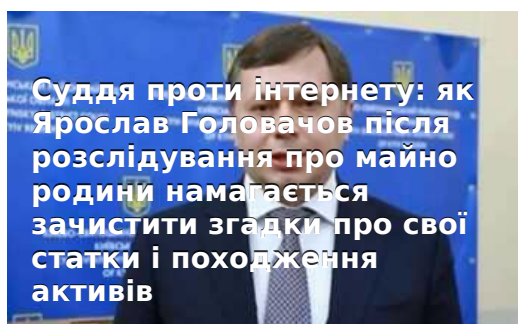 Суддя проти інтернету: як
Ярослав Головачов після
розслідування про майно
родини намагається
зачистити згадки про свої
статки і походження
активів